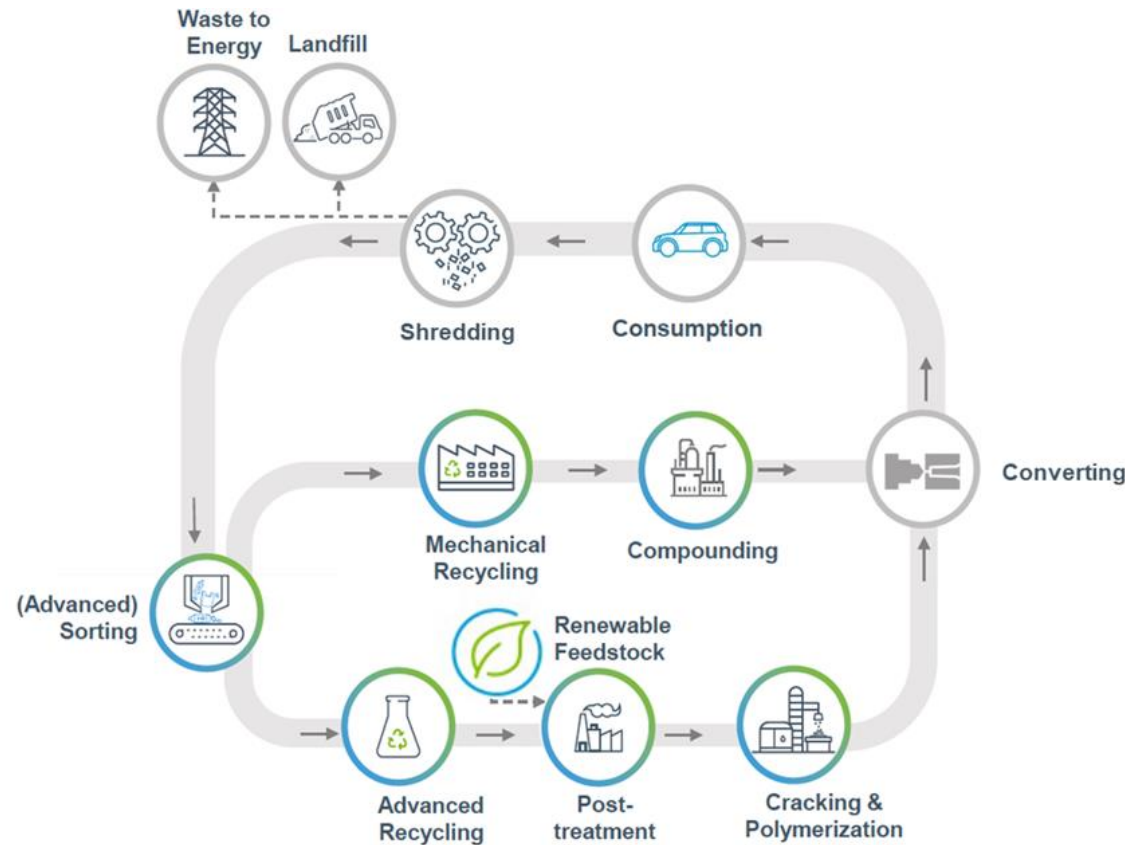 Waste to
Energy
Landfill
Shredding
Consumption
Converting
Mechanical
Recycling
Compounding
(Advanced)
Sorting
Renewable
Feedstock
Advanced
Recycling
Post-
treatment
Cracking &
Polymerization